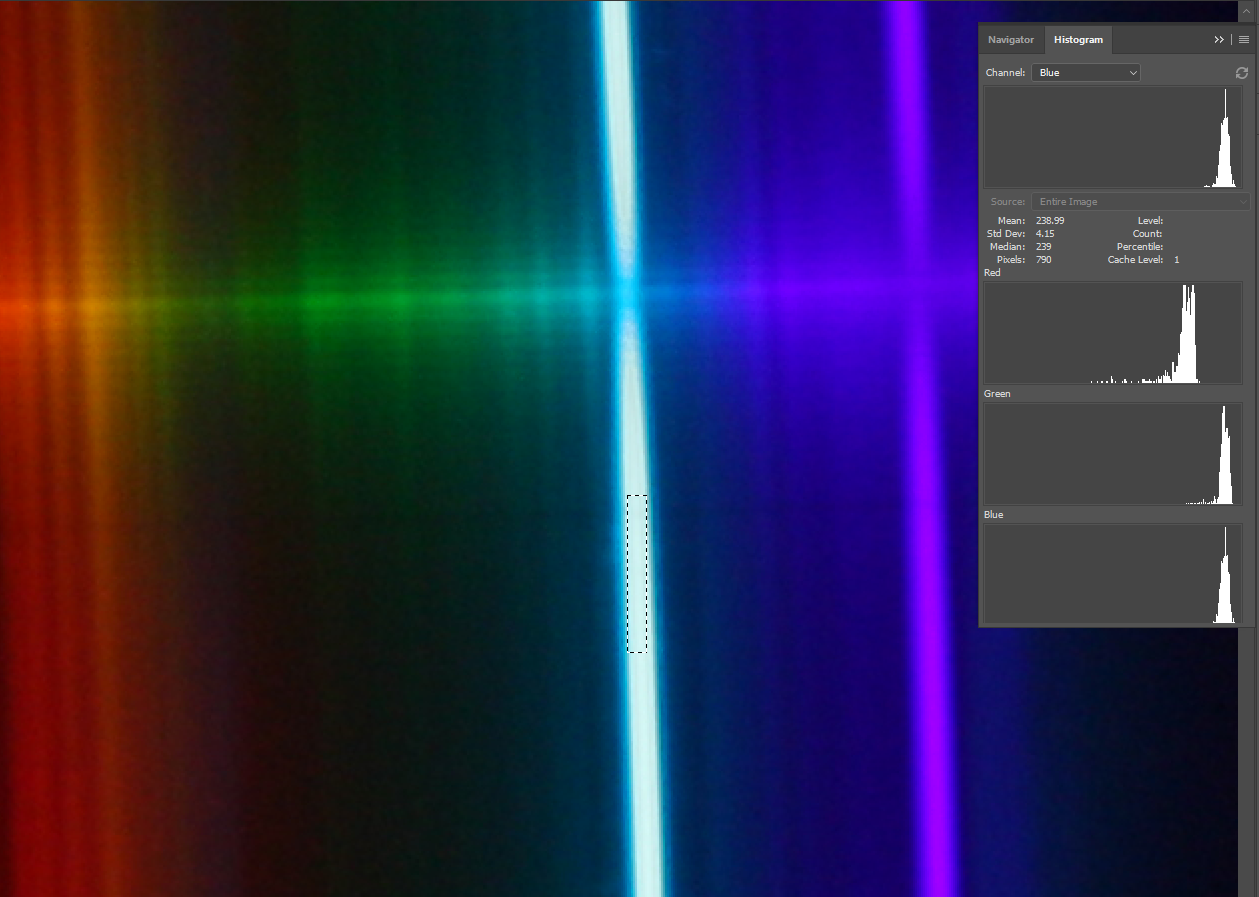 Navigator Histogram
Channel: Blue
Source: Entire Image
Mean: 238.99 Level:
Std Dev: 4.15 Count:
Median: 239 Percentile:
Pixels: 790 Cache Level: 1
Red
Green
Blue